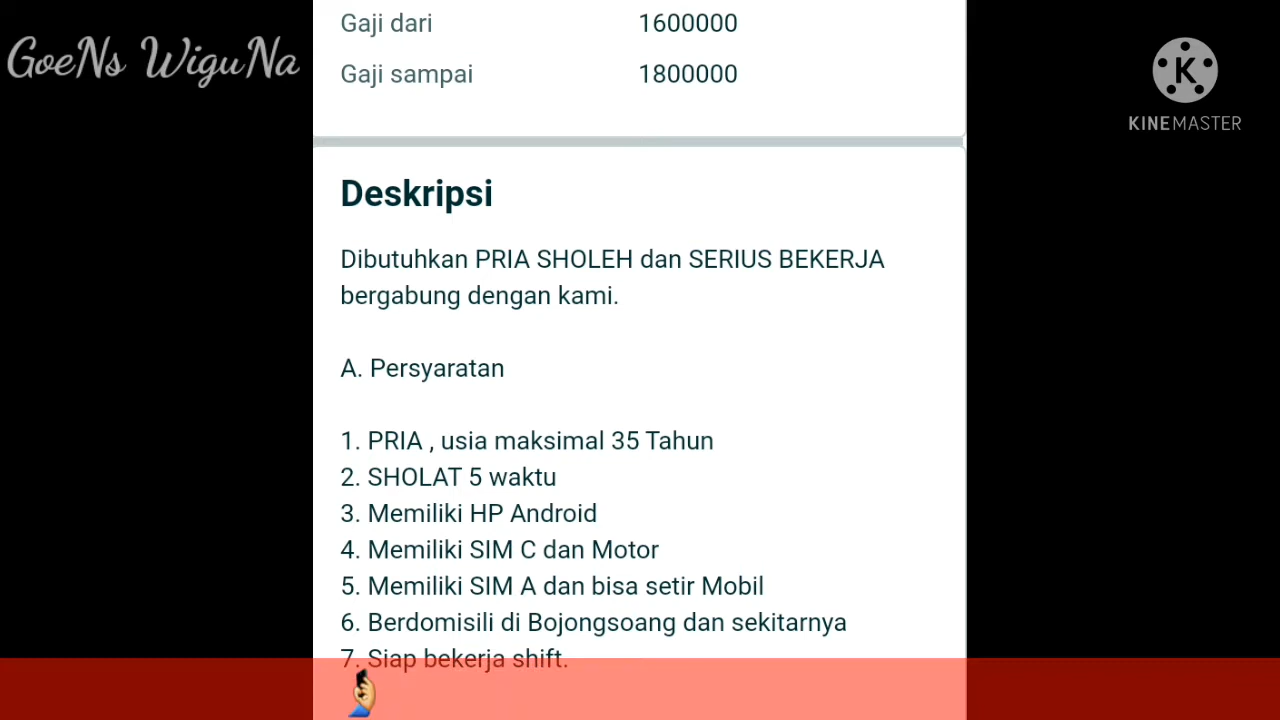 GoeNs WiguNa
Gaji dari 1600000
Gaji sampai 1800000
KINEMASTER
Deskripsi
Dibutuhkan PRIA SHOLEH dan SERIUS BEKERJA
bergabung dengan kami.
A. Persyaratan
1. PRIA , usia maksimal 35 Tahun
2. SHOLAT 5 waktu
3. Memiliki HP Android
4. Memiliki SIM C dan Motor
5. Memiliki SIM A dan bisa setir Mobil
6. Berdomisili di Bojongsoang dan sekitarnya
7. Siap bekerja shift.